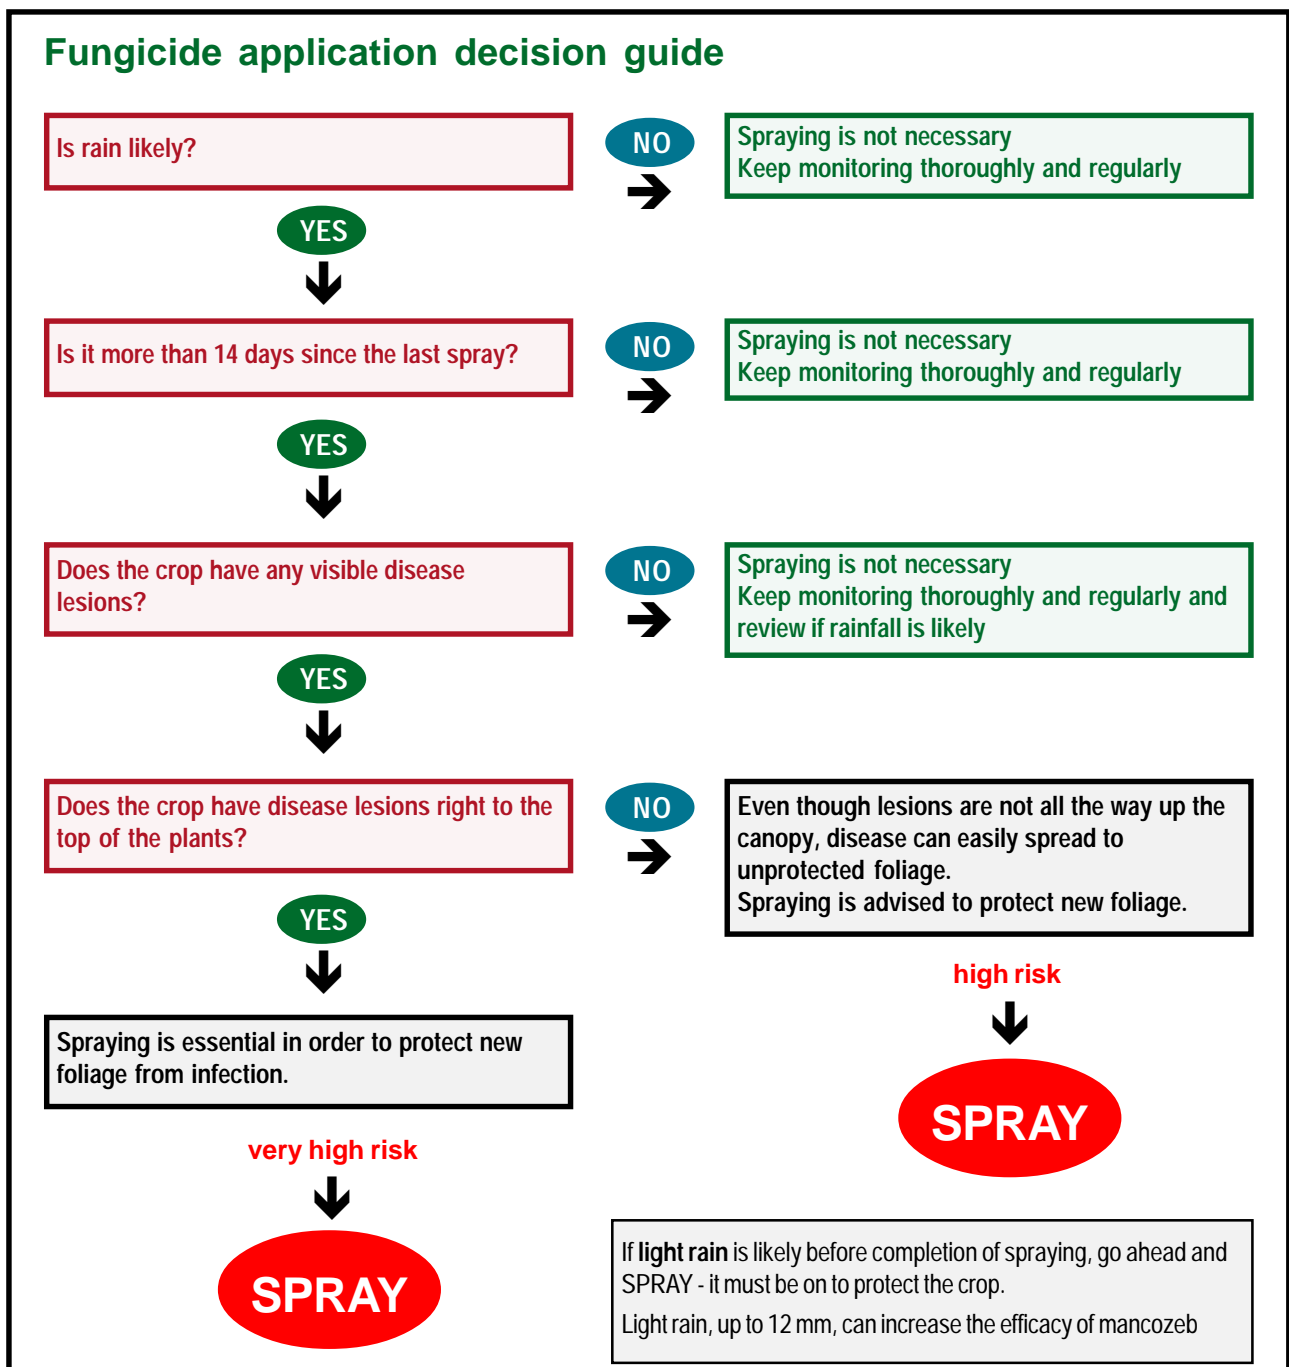 Fungicide application decision guide
Is rain likely?
NO
Spraying is not necessary
Keep monitoring thoroughly and regularly
YES
Is it more than 14 days since the last spray?
NO
Spraying is not necessary
Keep monitoring thoroughly and regularly
YES
Does the crop have any visible disease
lesions?
NO
Spraying is not necessary
Keep monitoring thoroughly and regularly and
review if rainfall is likely
YES
Does the crop have disease lesions right to the
top of the plants?
NO
Even though lesions are not all the way up the
canopy, disease can easily spread to
unprotected foliage.
Spraying is advised to protect new foliage.
YES
high risk
Spraying is essential in order to protect new
foliage from infection.
SPRAY
very high risk
SPRAY
If light rain is likely before completion of spraying, go ahead and
SPRAY - it must be on to protect the crop.
Light rain, up to 12 mm, can increase the efficacy of mancozeb